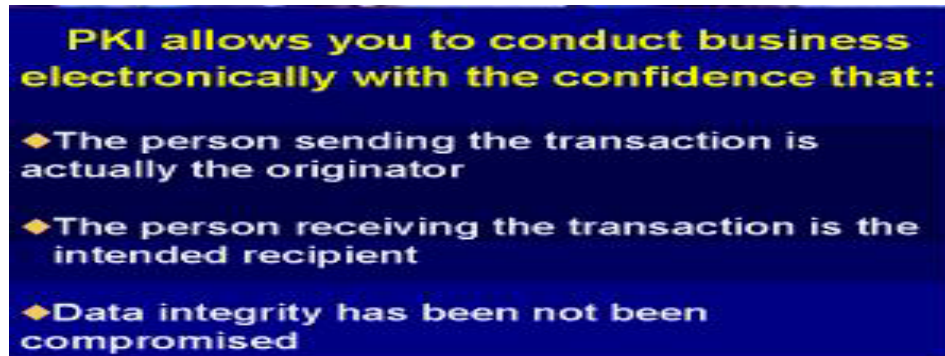 PKI allows you to conduct business
electronically with the confidence that:
◆The person sending the transaction is
actually the originator
◆The person receiving the transaction is the
intended recipient
◆Data integrity has been not been
compromised